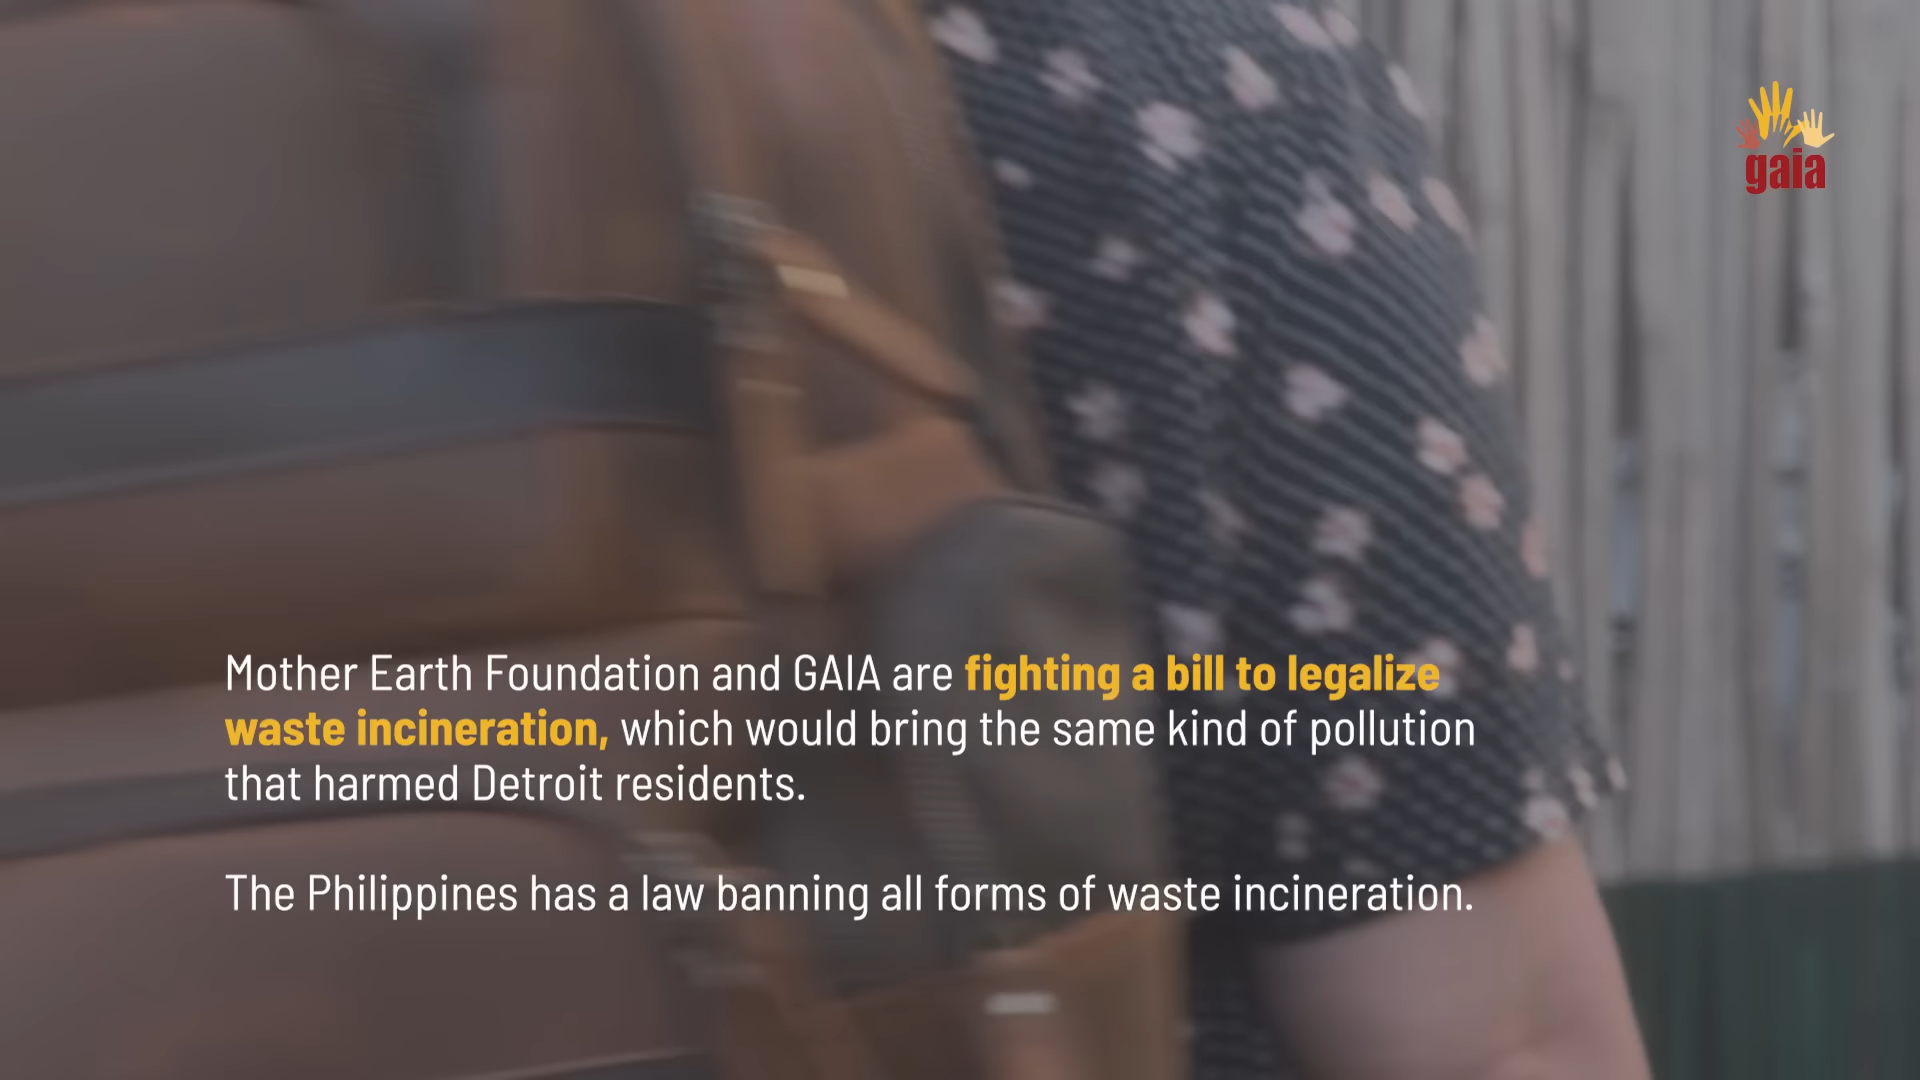 gaia
Mother Earth Foundation and GAIA are fighting a bill to legalize
waste incineration, which would bring the same kind of pollution
that harmed Detroit residents.
The Philippines has a law banning all forms of waste incineration.